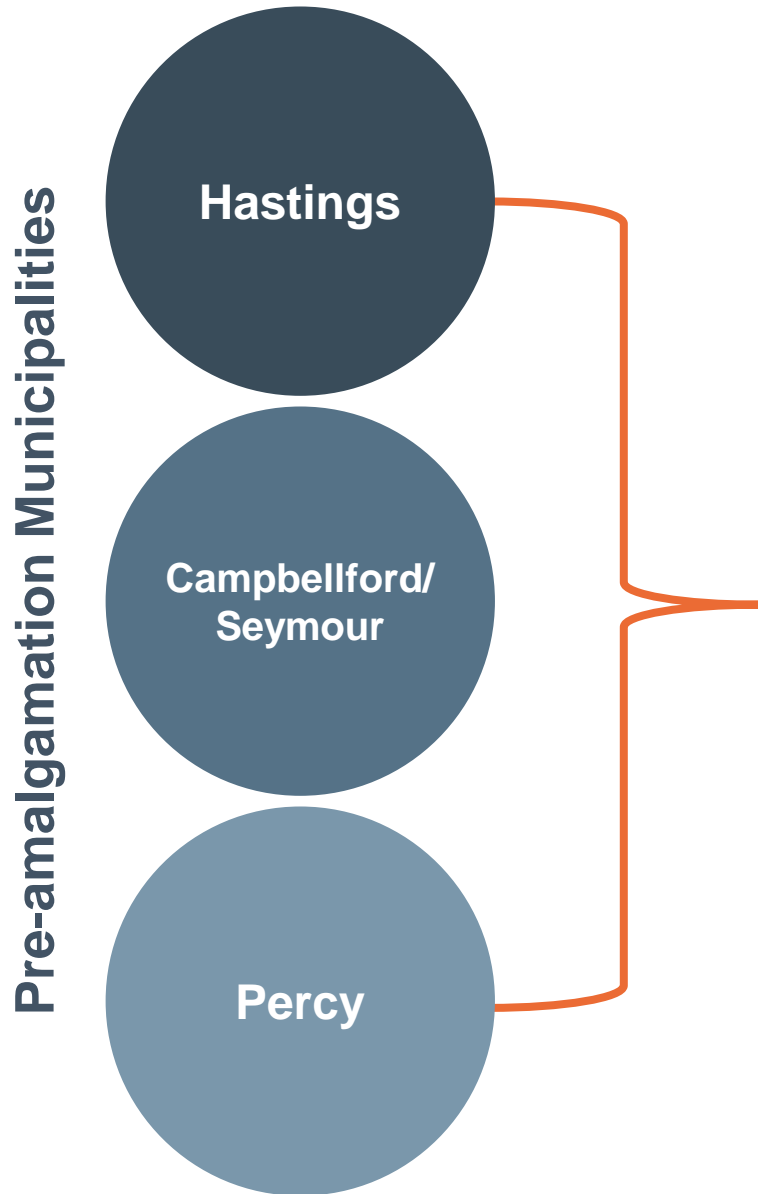 Pre-amalgamation Municipalities
Hastings
Campbellford/
Seymour
Percy